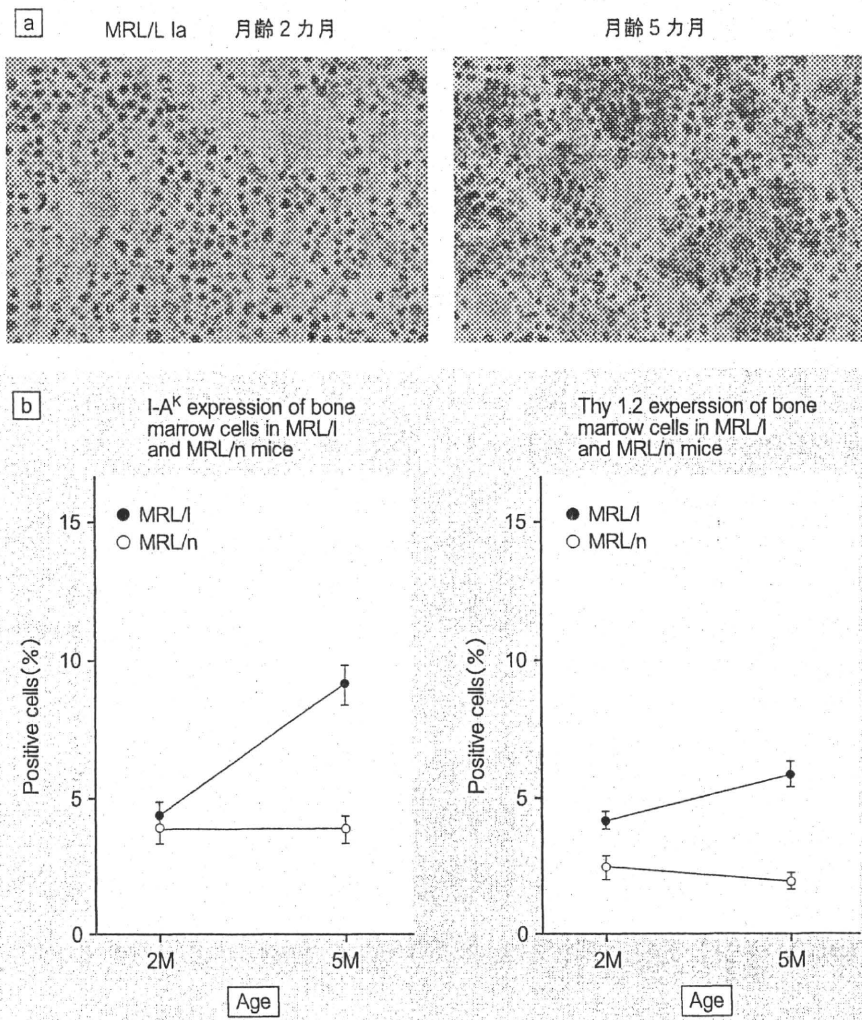 a
MRL/L Ia 月齢2カ月
月齢5カ月
b
I-A^K expression of bone
marrow cells in MRL/l
and MRL/n mice
15
10
5
0
Positive cells(%)
MRL/l
MRL/n
2M
5M
Age
Thy 1.2 experssion of bone
marrow cells in MRL/l
and MRL/n mice
15
10
5
0
Positive cells(%)
MRL/l
MRL/n
2M
5M
Age